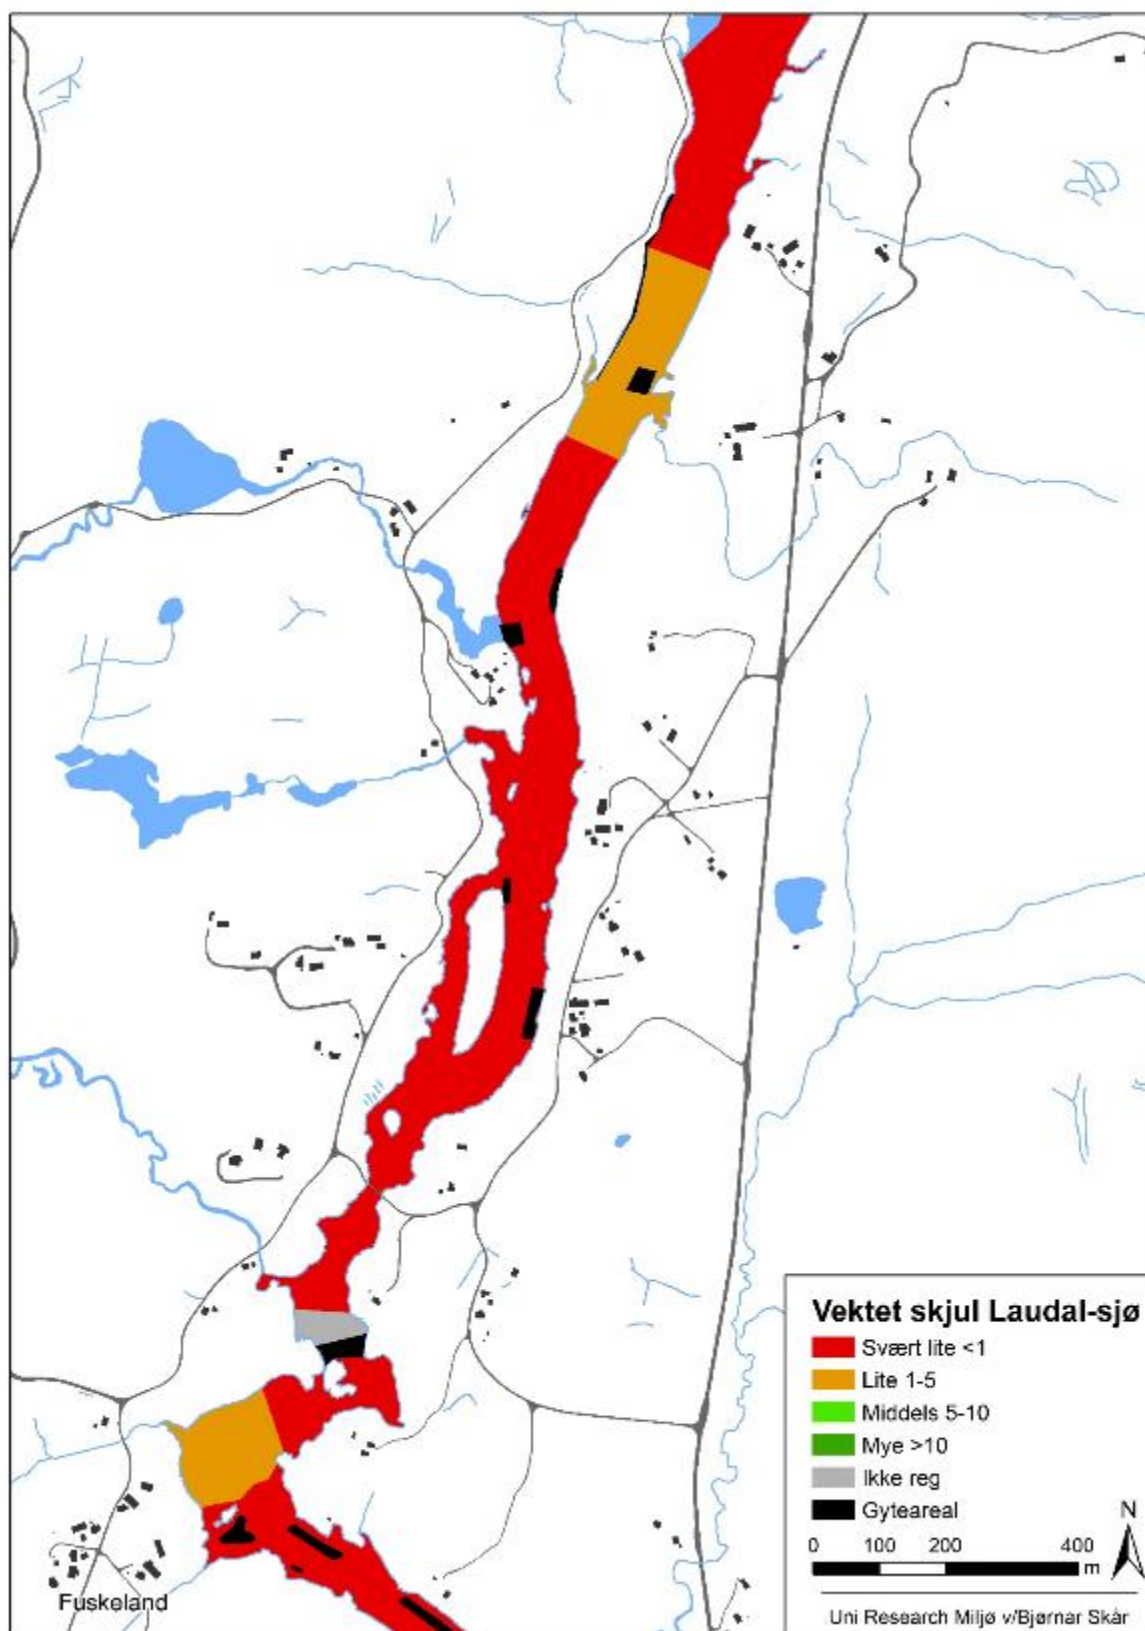 Vektet skjul Laudal-sjø
Svært lite <1
Lite 1-5
Middels 5-10
Mye >10
Ikke reg
Gyteareal
N
0 100 200 400
m
Uni Research Miljø v/Bjørnar Skår
Fuskeland